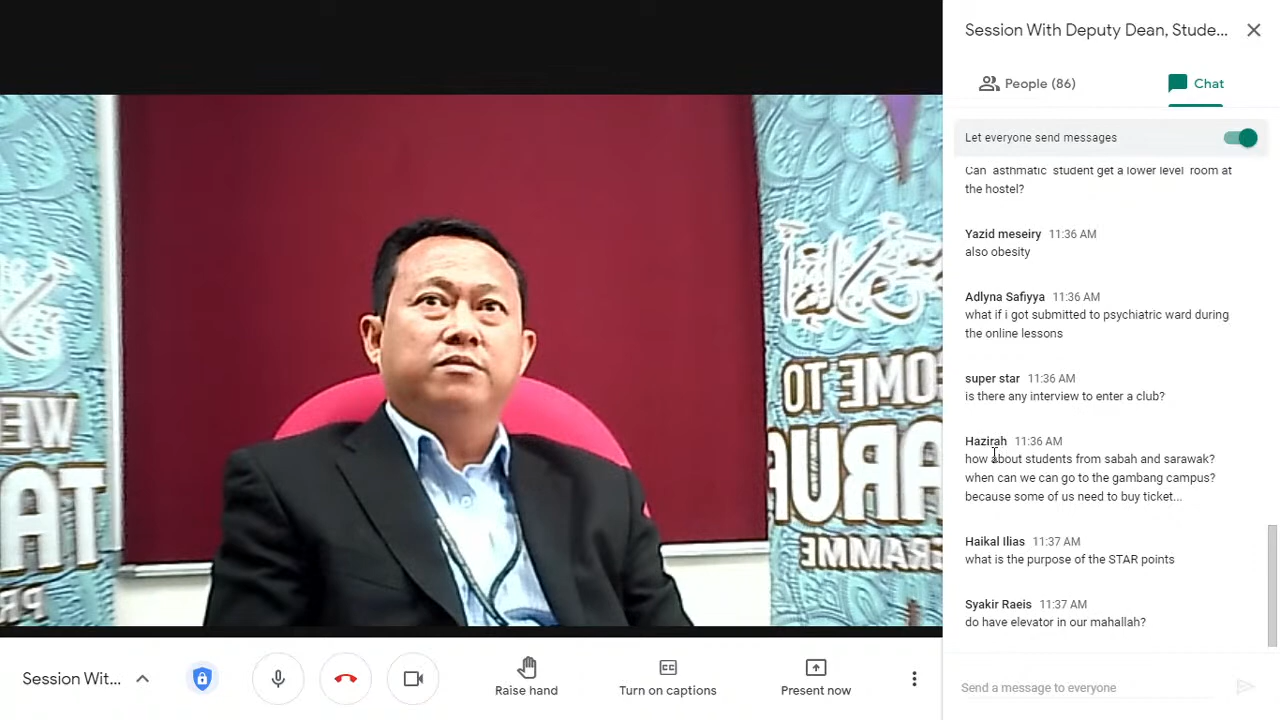 Session With Deputy Dean, Stude...
People (86)
Chat
Let everyone send messages
Can asthmatic student get a lower level room at
the hostel?
Yazid meseiry 11:36 AM
also obesity
Adlyna Safiyya 11:36 AM
what if i got submitted to psychiatric ward during
the online lessons
super star 11:36 AM
is there any interview to enter a club?
Hazirah 11:36 AM
how about students from sabah and sarawak?
when can we can go to the gambang campus?
because some of us need to buy ticket...
Haikal Ilias 11:37 AM
what is the purpose of the STAR points
Syakir Raeis 11:37 AM
do have elevator in our mahallah?
Send a message to everyone
WE
TA
PR
OME TO
ARUF
GRAMME
Session Wit...
Raise hand
CC
Turn on captions
Present now